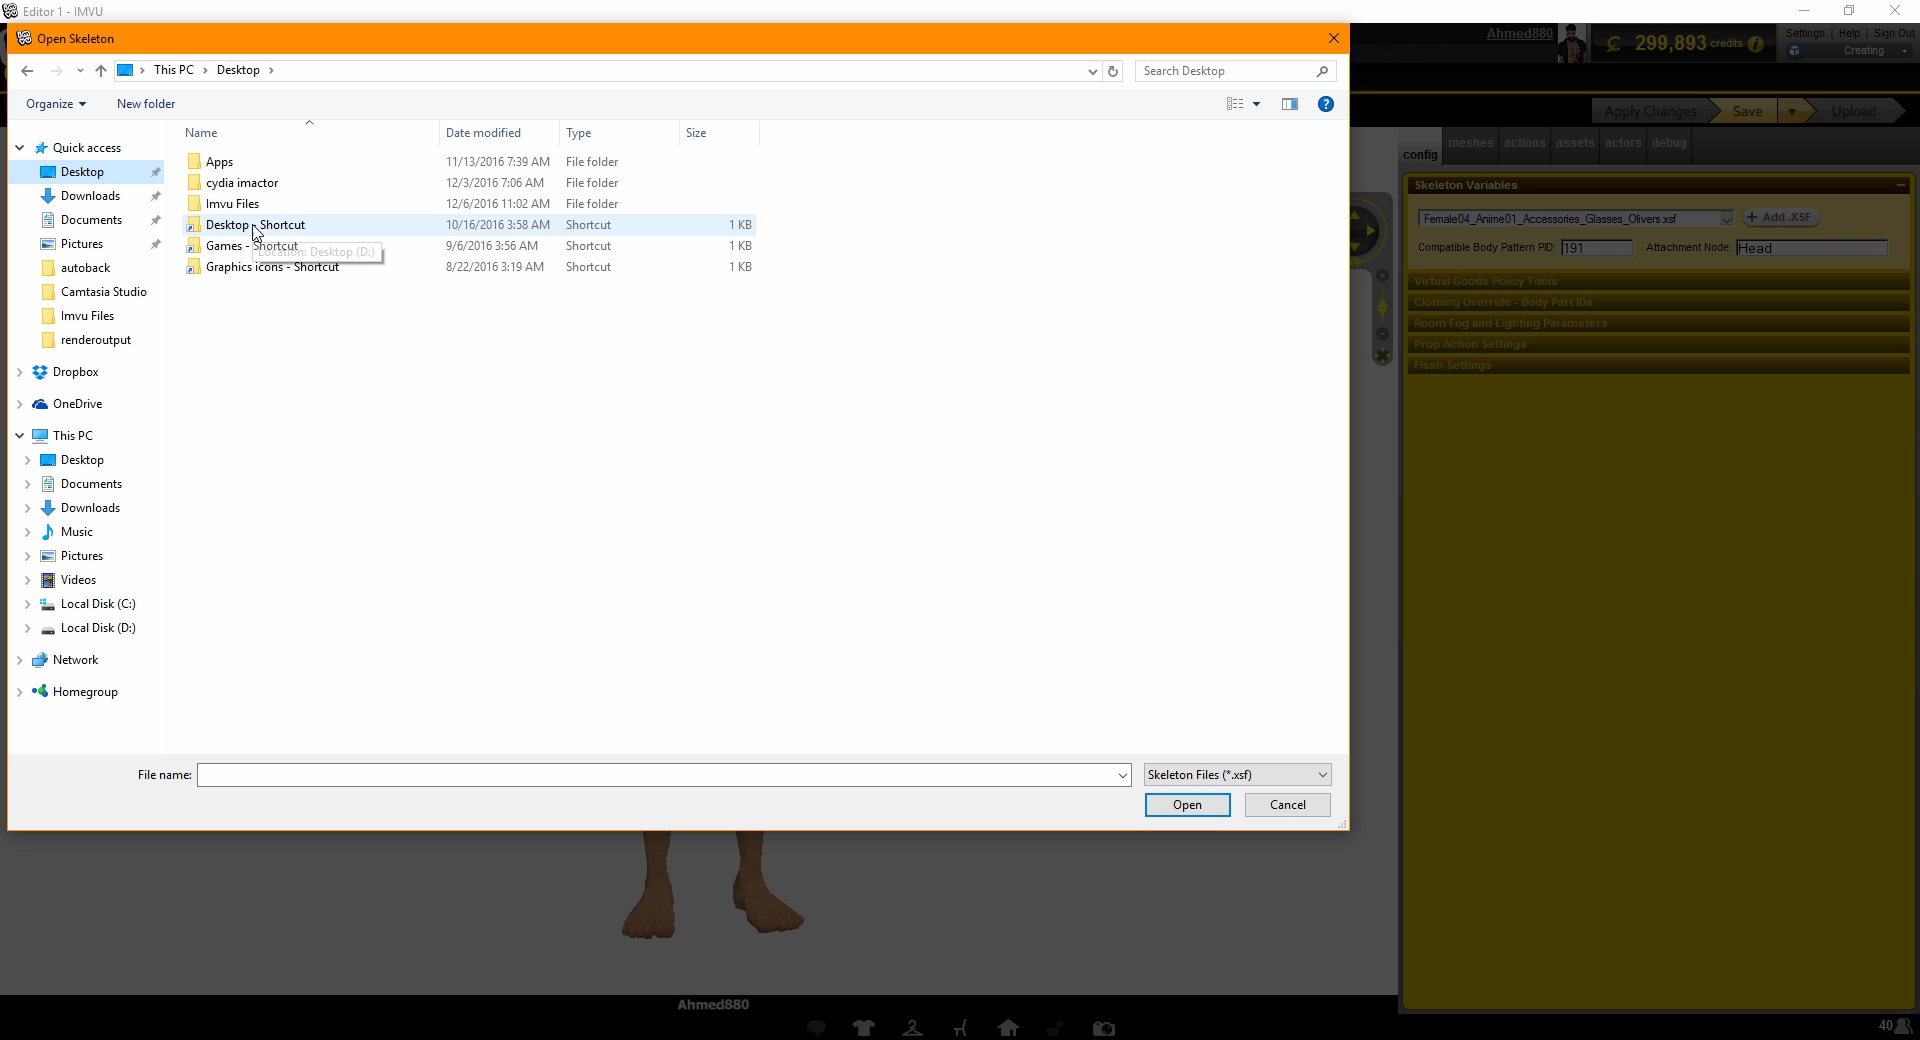 Editor 1 - IMVU
Open Skeleton
Ahmed880
299,893 credits
Settings | Help | Sign Out
Creating
This PC > Desktop >
Search Desktop
Organize
New folder
Apply Changes
Save
Upload
config
meshes
actions
assets
actors
debug
Name
Date modified
Type
Size
Quick access
Desktop
Downloads
Documents
Pictures
autoback
Camtasia Studio
Imvu Files
renderoutput
Dropbox
OneDrive
This PC
Desktop
Documents
Downloads
Music
Pictures
Videos
Local Disk (C:)
Local Disk (D:)
Network
Homegroup
Apps 11/13/2016 7:39 AM File folder
cydia imactor 12/3/2016 7:06 AM File folder
Imvu Files 12/6/2016 11:02 AM File folder
Desktop - Shortcut 10/16/2016 3:58 AM Shortcut 1 KB
Games - Shortcut 9/6/2016 3:56 AM Shortcut 1 KB
Location: Desktop (D:)
Graphics icons - Shortcut 8/22/2016 3:19 AM Shortcut 1 KB
Skeleton Variables
Female04_Anime01_Accessories_Glasses_Olivers.xsf
+ Add .XSF
Compatible Body Pattern PID: 191 Attachment Node: Head
Virtual Goods Policy Tools
Clothing Override - Body Part IDs
Room Fog and Lighting Parameters
Prop Action Settings
Flash Settings
File name:
Skeleton Files (*.xsf)
Open
Cancel
Ahmed880
40